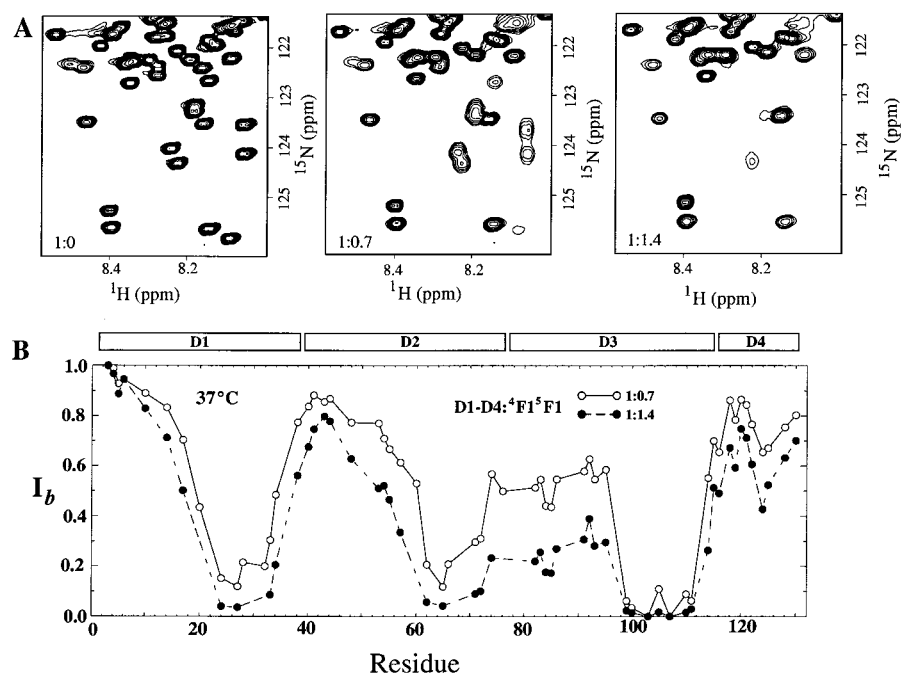 A
122
123
124
125
15N (ppm)
1:0
8.4 8.2
1H (ppm)
122
123
124
125
15N (ppm)
1:0.7
8.4 8.2
1H (ppm)
122
123
124
125
15N (ppm)
1:1.4
8.4 8.2
1H (ppm)
B
D1 D2 D3 D4
1.0
0.8
0.6
0.4
0.2
0.0
Ib
37°C
D1-D4:4F15F1
1:0.7
1:1.4
0 20 40 60 80 100 120
Residue